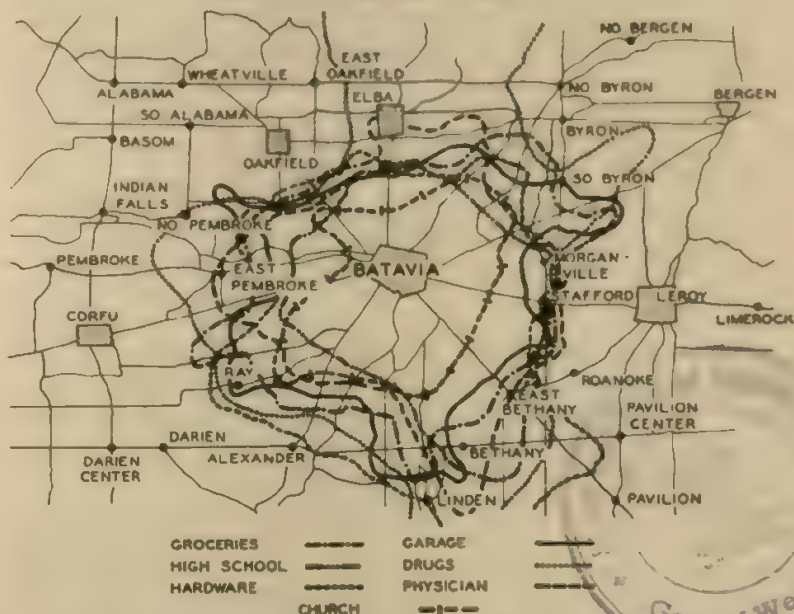 NO BERGEN
EAST
OAKFIELD
WHEATVILLE
ALABAMA
ELBA
NO BYRON
BERGEN
SO ALABAMA
BYRON
BASOM
OAKFIELD
INDIAN
FALLS
SO BYRON
NO PEMBROKE
MORGAN-
VILLE
PEMBROKE
EAST
PEMBROKE
BATAVIA
STAFFORD
LEROY
CORFU
LIMEROCK
RAY
ROANOKE
EAST
BETHANY
PAVILION
CENTER
DARIEN
DARIEN
CENTER
ALEXANDER
BETHANY
LINDEN
PAVILION
GROCERIES
GARAGE
HIGH SCHOOL
DRUGS
HARDWARE
PHYSICIAN
CHURCH